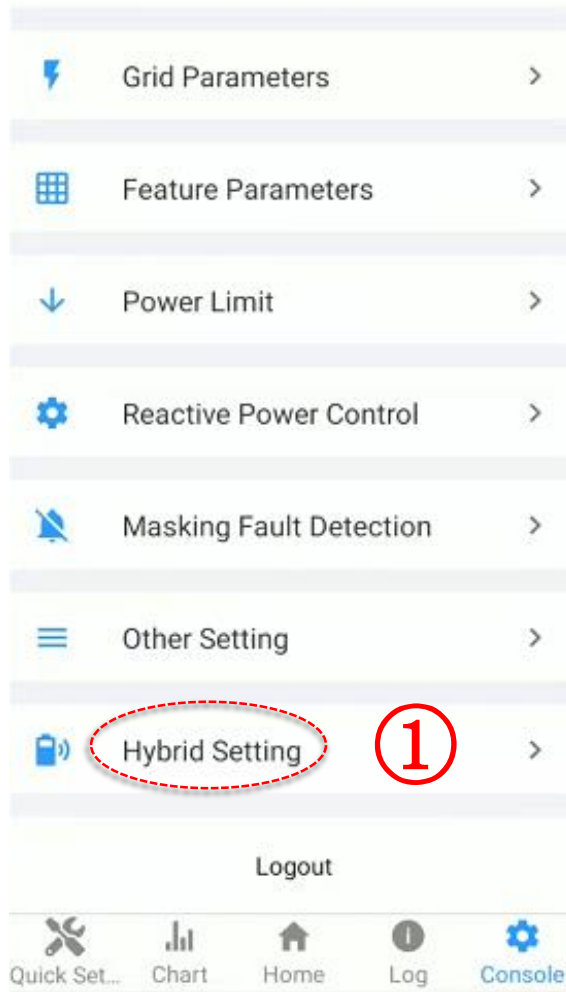 Grid Parameters
Feature Parameters
Power Limit
Reactive Power Control
Masking Fault Detection
Other Setting
Hybrid Setting ①
Logout
Quick Set... Chart Home Log Console